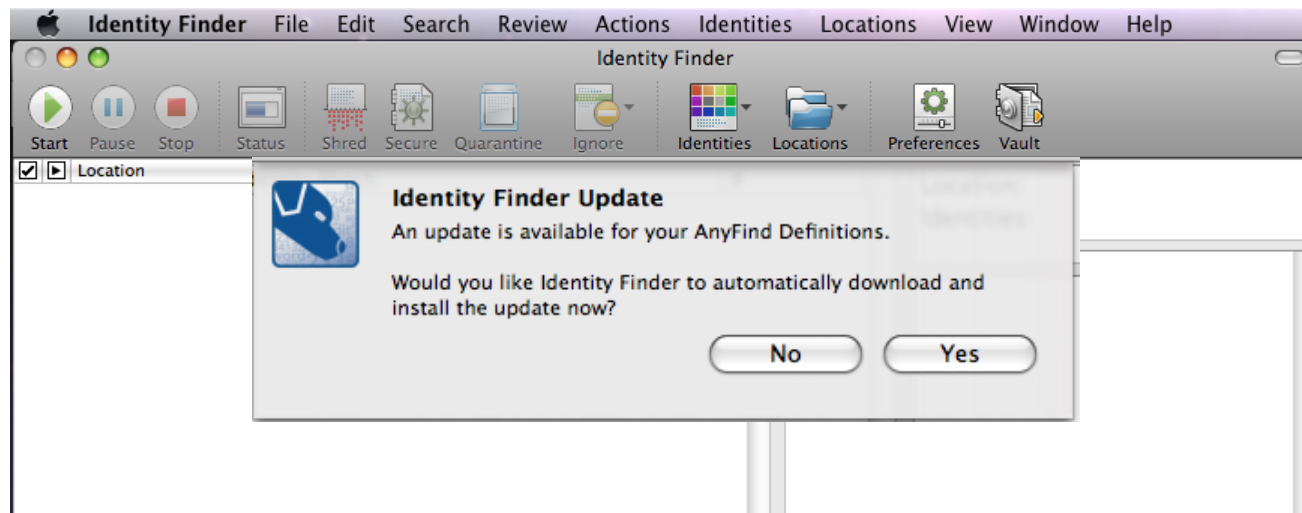 Identity Finder File Edit Search Review Actions Identities Locations View Window Help
Identity Finder
Start Pause Stop Status Shred Secure Quarantine Ignore Identities Locations Preferences Vault
Location
Identity Finder Update
An update is available for your AnyFind Definitions.
Would you like Identity Finder to automatically download and
install the update now?
No Yes
Location:
Identities: